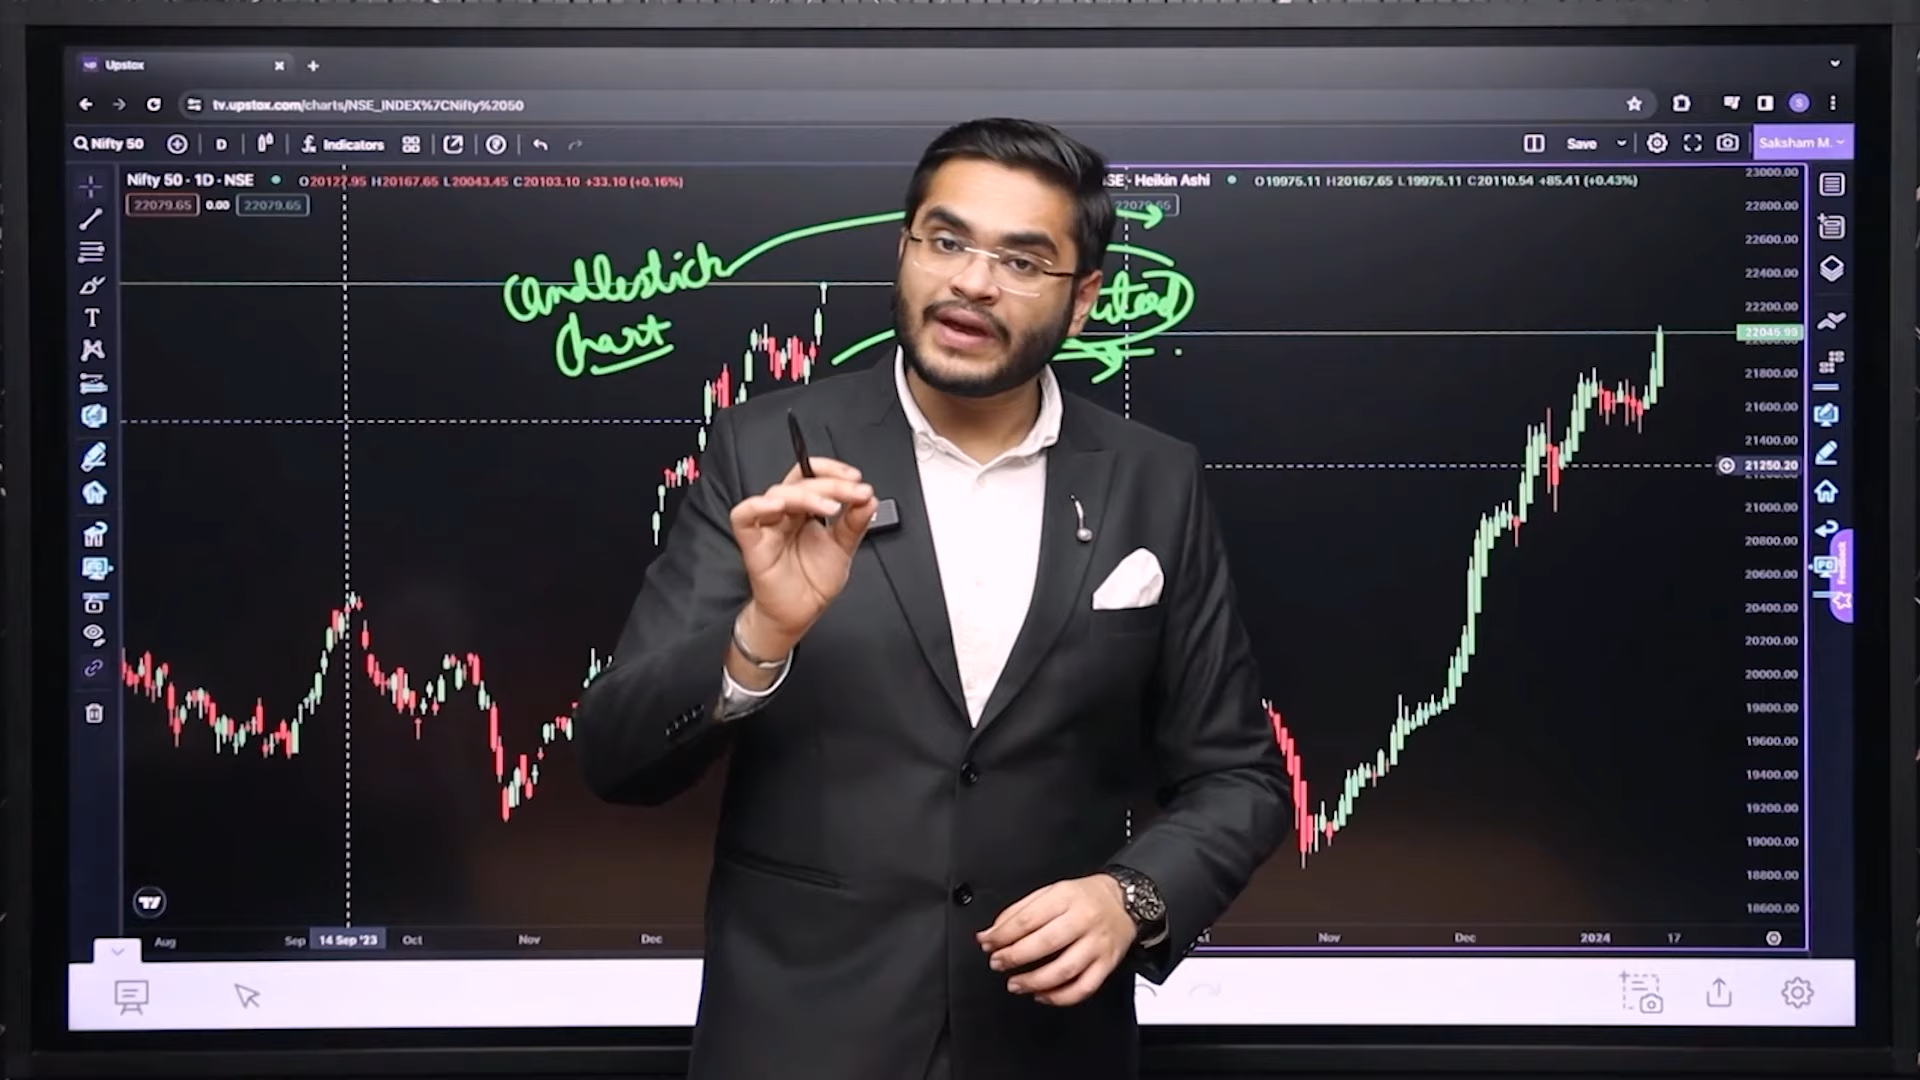 Upstox
tv.upstox.com/charts/NSE_INDEX%7CNifty%2050
Nifty 50 D Indicators Save Saksham M.
Nifty 50 · 1D · NSE O20127.95 H20167.65 L20043.45 C20103.10 +33.10 (+0.16%)
22079.65 0.00 22079.65
SE · Heikin Ashi O19975.11 H20167.65 L19975.11 C20110.54 +85.41 (+0.43%)
22079.65
Candlestick
Chart
23000.00
22800.00
22600.00
22400.00
22200.00
22045.99
21800.00
21600.00
21400.00
21250.20
21000.00
20800.00
20600.00
20400.00
20200.00
20000.00
19800.00
19600.00
19400.00
19200.00
19000.00
18800.00
18600.00
Feedback
Aug Sep 14 Sep '23 Oct Nov Dec
Nov Dec 2024 17